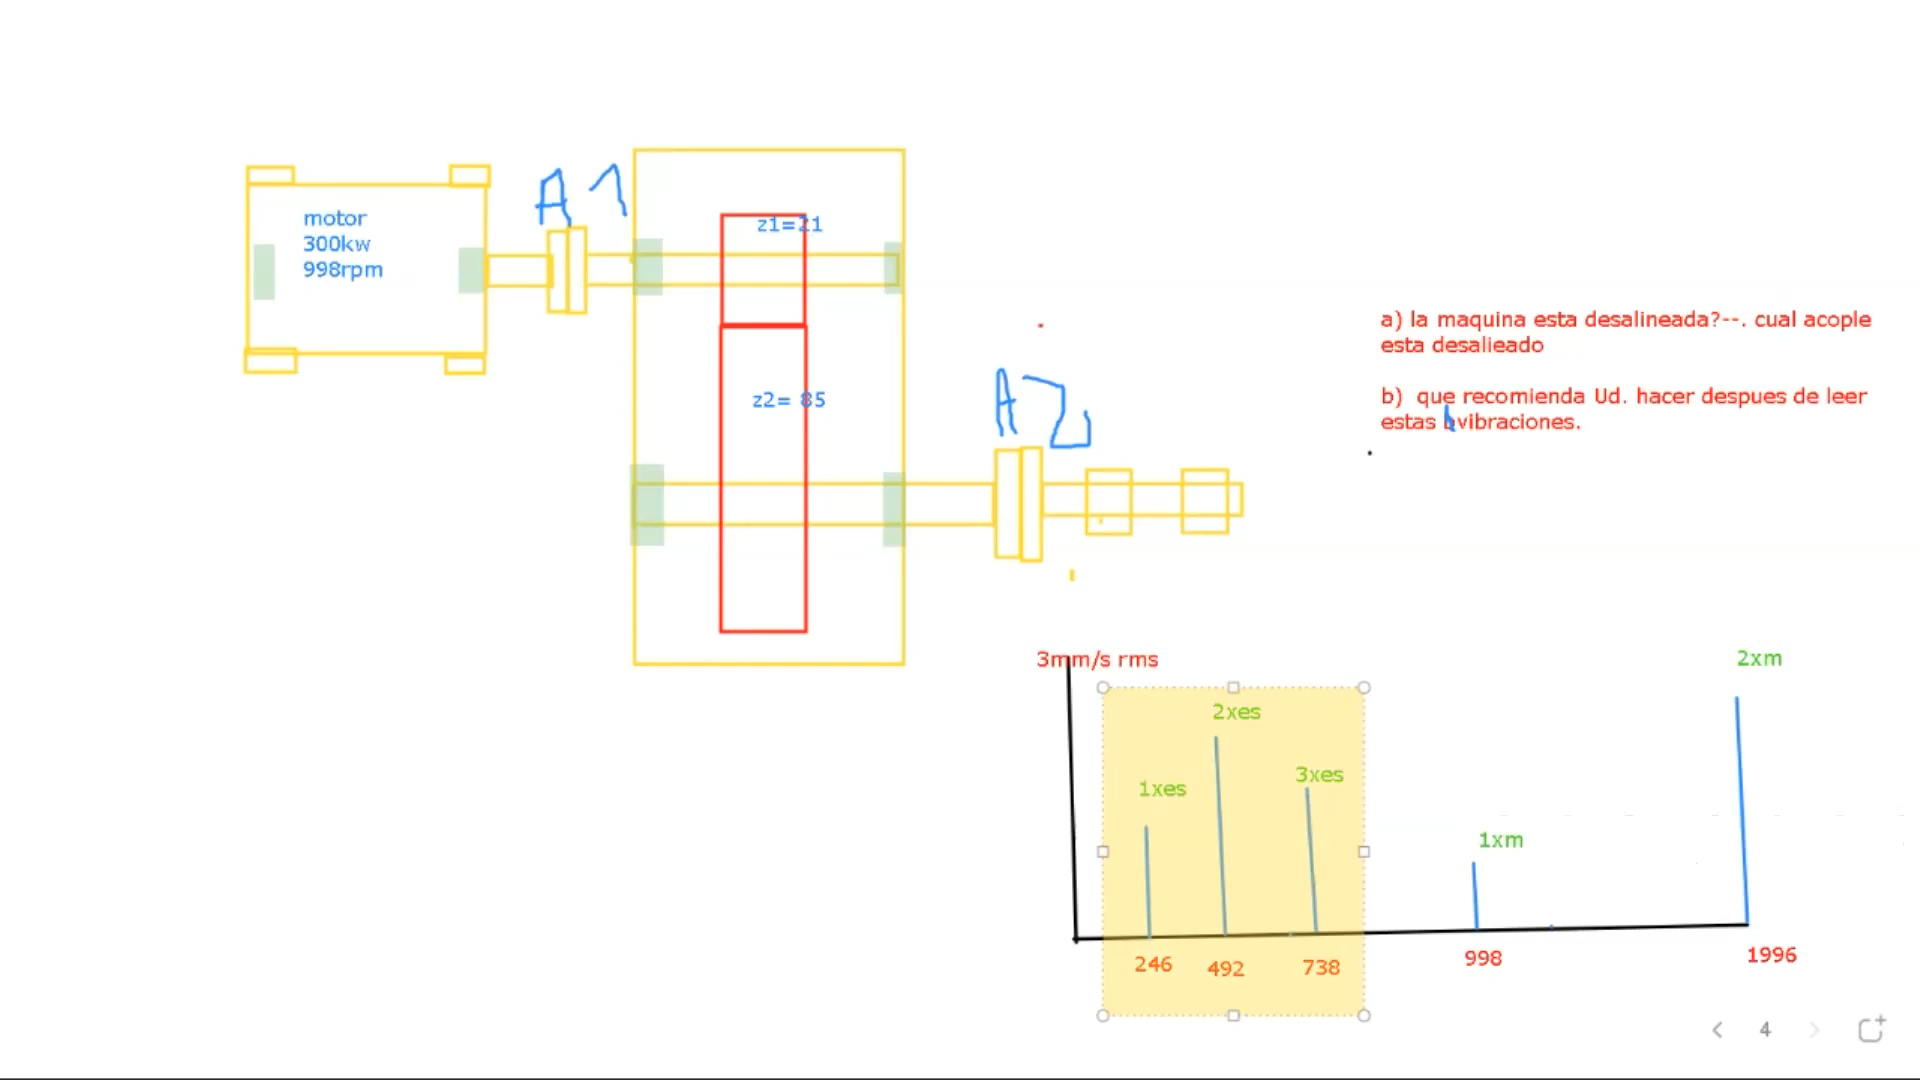 motor
300kw
998rpm
A1
z1=21
z2= 85
A2
a) la maquina esta desalineada?--. cual acople
esta desalieado
b) que recomienda Ud. hacer despues de leer
estas vibraciones.
3mm/s rms
2xm
2xes
1xes
3xes
1xm
246
492
738
998
1996
4